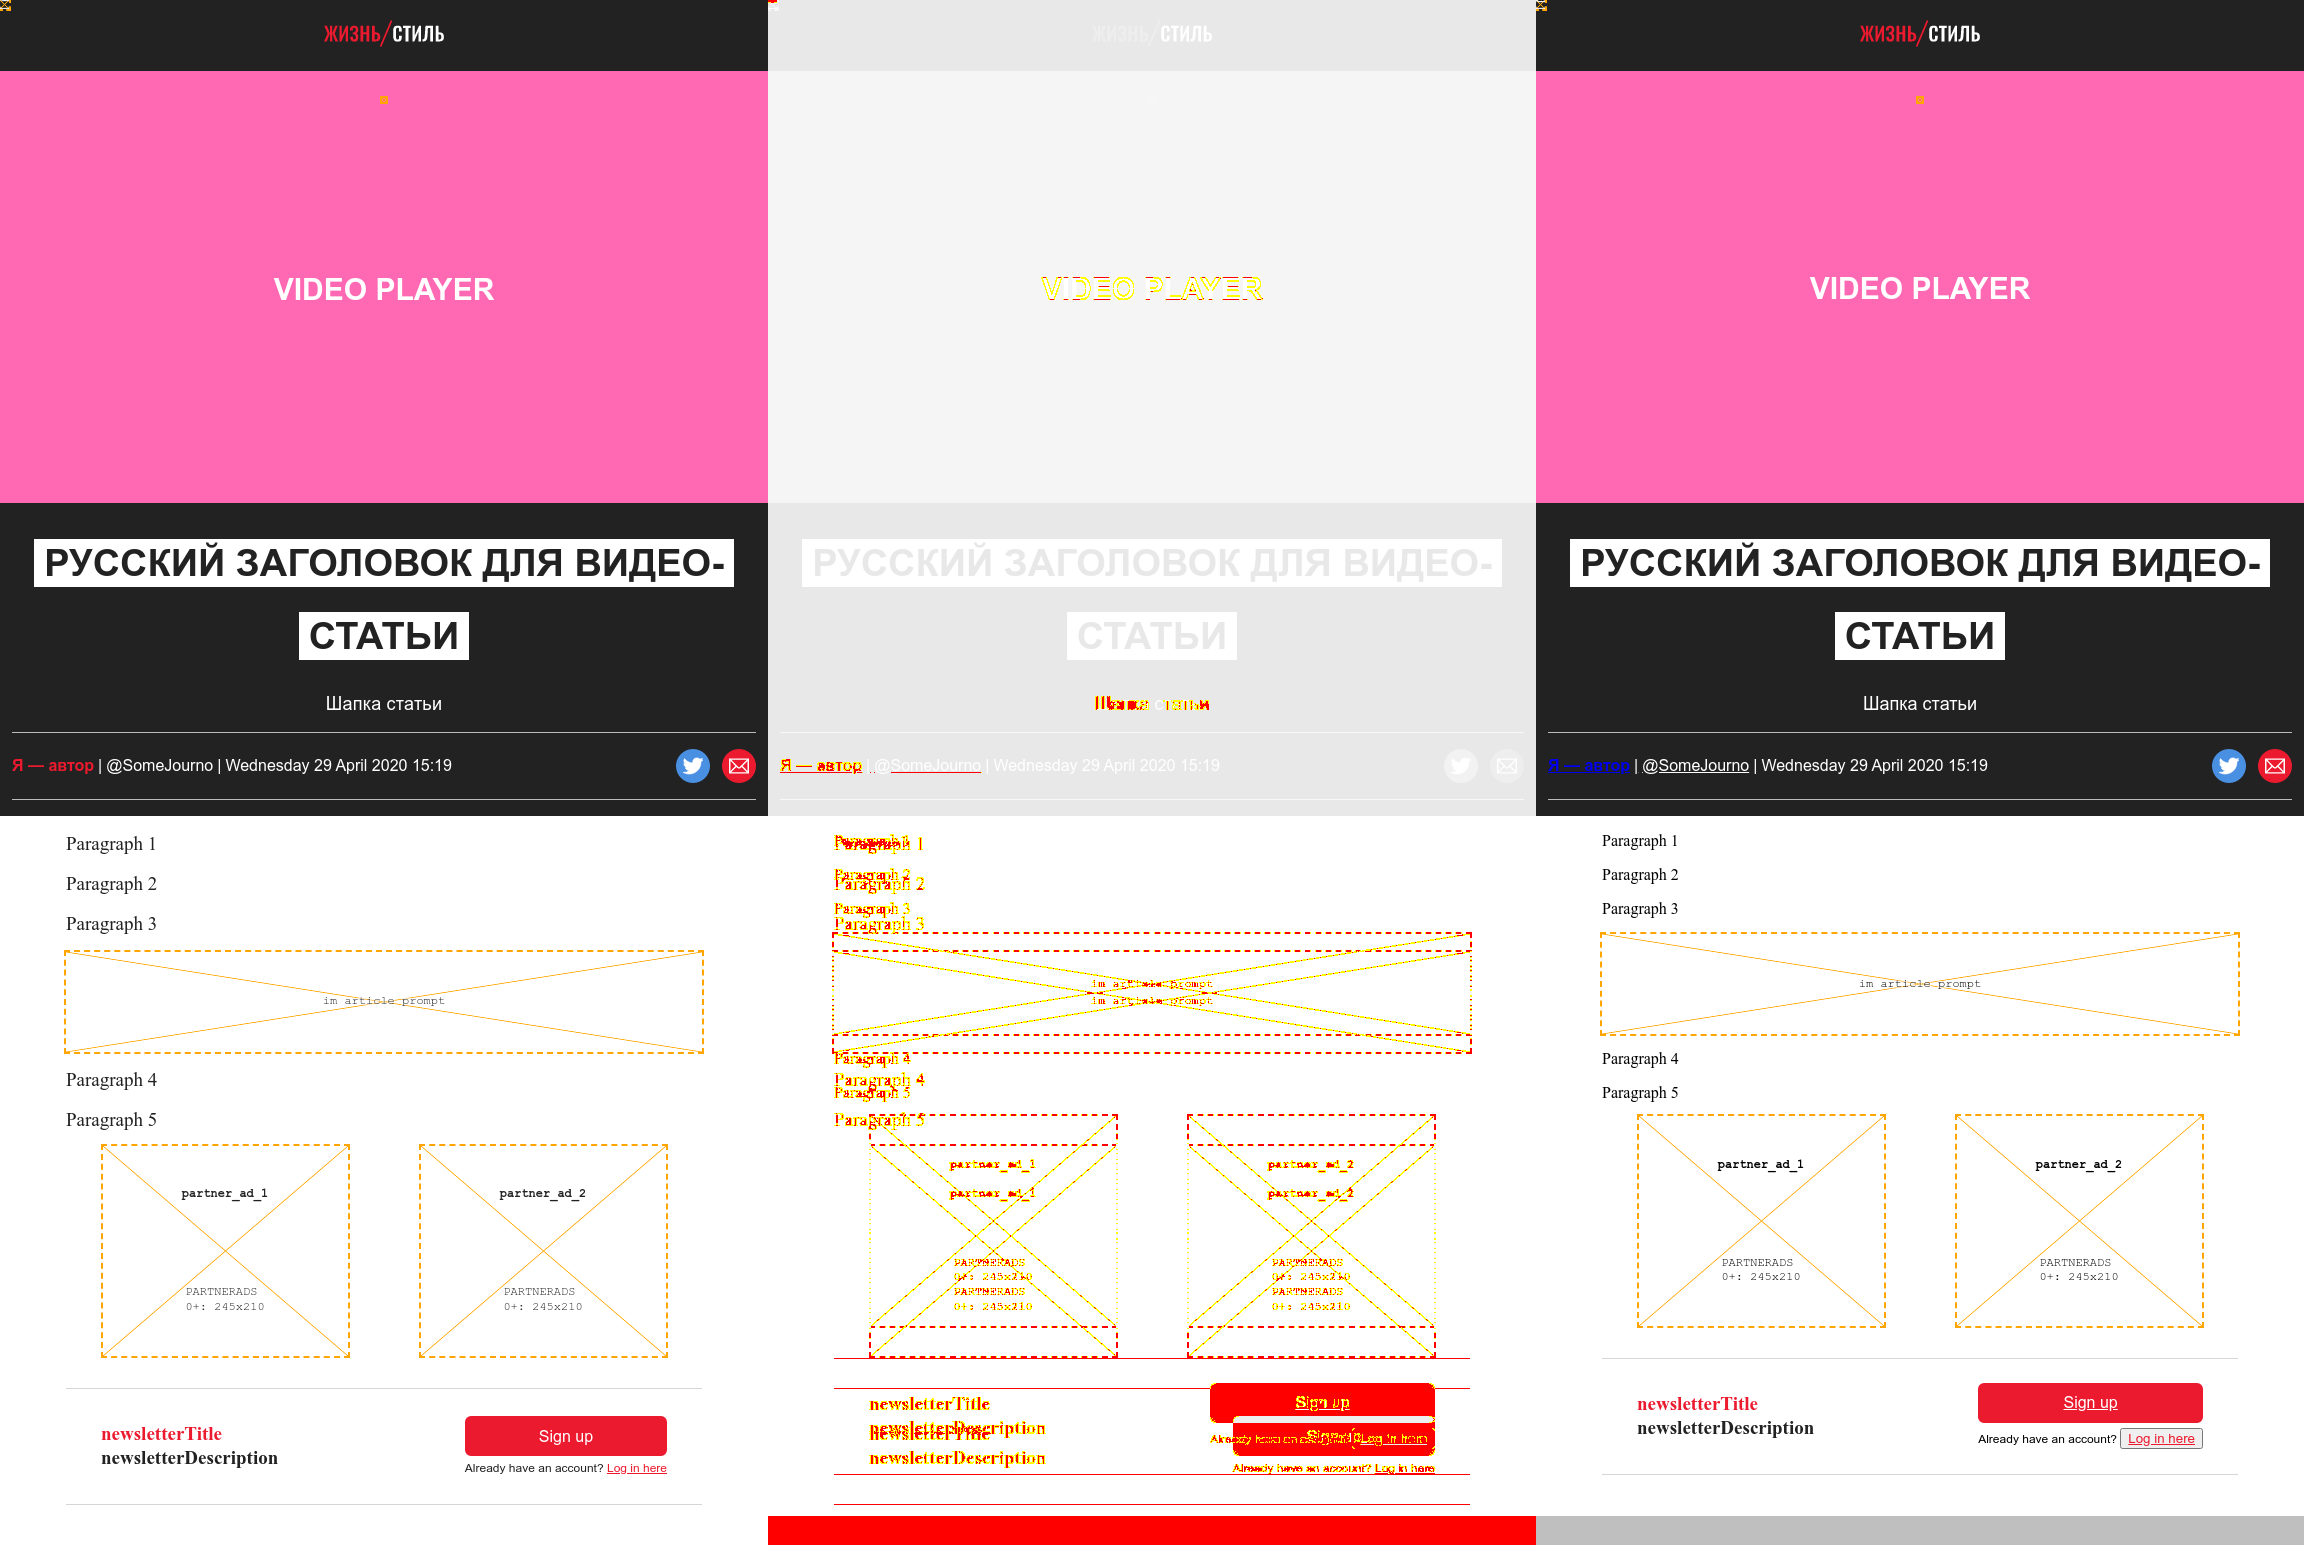 ЖИЗНЬ/СТИЛЬ
VIDEO PLAYER
РУССКИЙ ЗАГОЛОВОК ДЛЯ ВИДЕО-
СТАТЬИ
Шапка статьи
Я — автор | @SomeJourno | Wednesday 29 April 2020 15:19
Paragraph 1
Paragraph 2
Paragraph 3
im article prompt
Paragraph 4
Paragraph 5
partner_ad_1
PARTNERADS
0+: 245x210
partner_ad_2
PARTNERADS
0+: 245x210
newsletterTitle
newsletterDescription
Sign up
Already have an account? Log in here
ЖИЗНЬ/СТИЛЬ
VIDEO PLAYER
РУССКИЙ ЗАГОЛОВОК ДЛЯ ВИДЕО-
СТАТЬИ
Шапка статьи
Я — автор | @SomeJourno | Wednesday 29 April 2020 15:19
Paragraph 1
Paragraph 2
Paragraph 2
Paragraph 3
Paragraph 3
im article prompt
im article prompt
Paragraph 4
Paragraph 4
Paragraph 5
Paragraph 5
partner_ad_1
partner_ad_1
PARTNERADS
0+: 245x210
PARTNERADS
0+: 245x210
partner_ad_2
partner_ad_2
PARTNERADS
0+: 245x210
PARTNERADS
0+: 245x210
newsletterTitle
newsletterDescription
newsletterTitle
newsletterDescription
Sign up
Log in here
Sign up
Already have an account? Log in here
ЖИЗНЬ/СТИЛЬ
VIDEO PLAYER
РУССКИЙ ЗАГОЛОВОК ДЛЯ ВИДЕО-
СТАТЬИ
Шапка статьи
Я — автор | @SomeJourno | Wednesday 29 April 2020 15:19
Paragraph 1
Paragraph 2
Paragraph 3
im article prompt
Paragraph 4
Paragraph 5
partner_ad_1
PARTNERADS
0+: 245x210
partner_ad_2
PARTNERADS
0+: 245x210
newsletterTitle
newsletterDescription
Sign up
Already have an account? Log in here